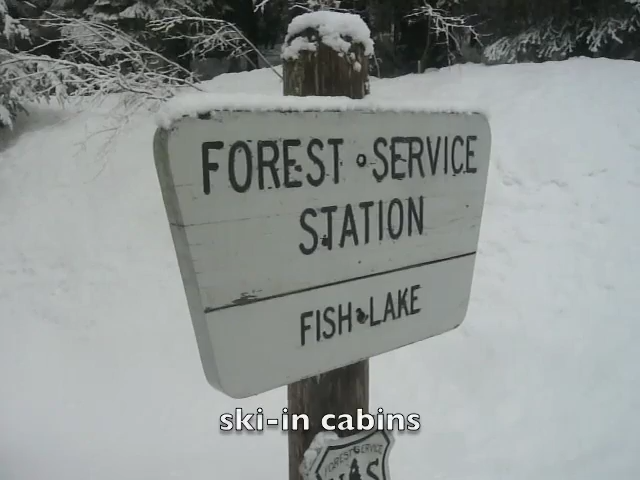 FOREST SERVICE
STATION
FISH LAKE
ski-in cabins
FOREST SERVICE
U S